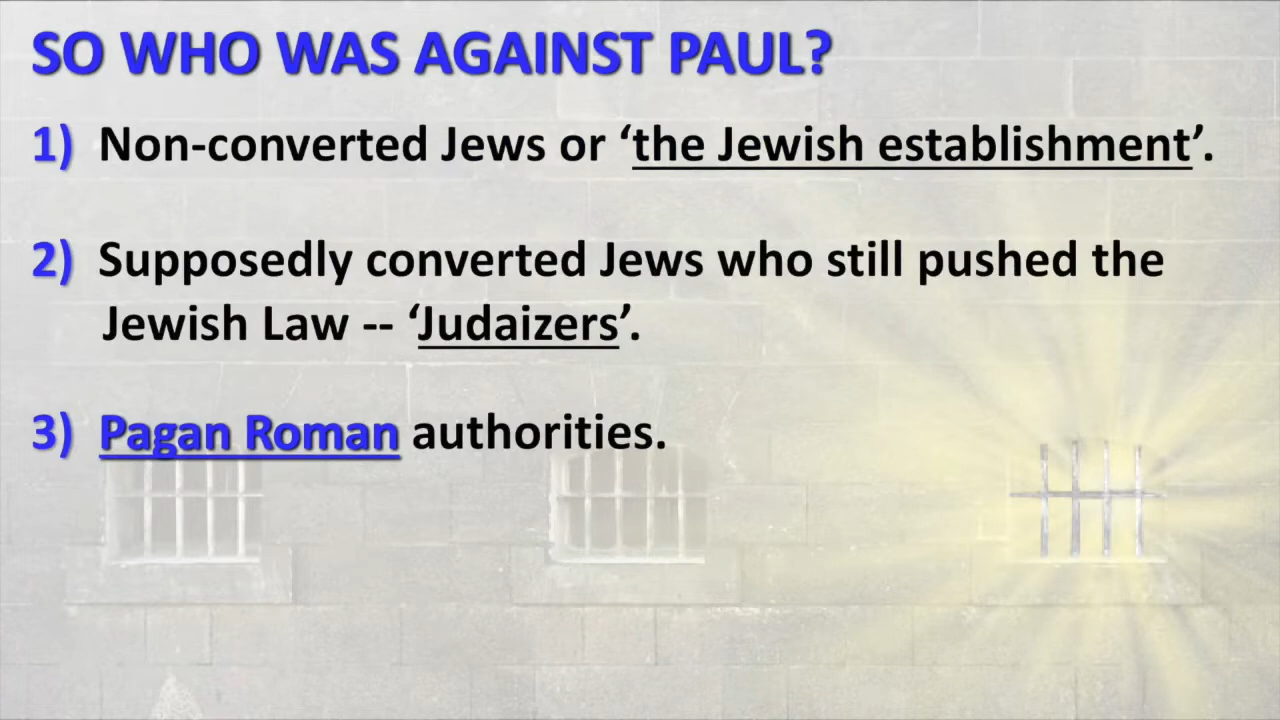 SO WHO WAS AGAINST PAUL?
1) Non-converted Jews or ‘the Jewish establishment’.
2) Supposedly converted Jews who still pushed the
Jewish Law -- ‘Judaizers’.
3) Pagan Roman authorities.